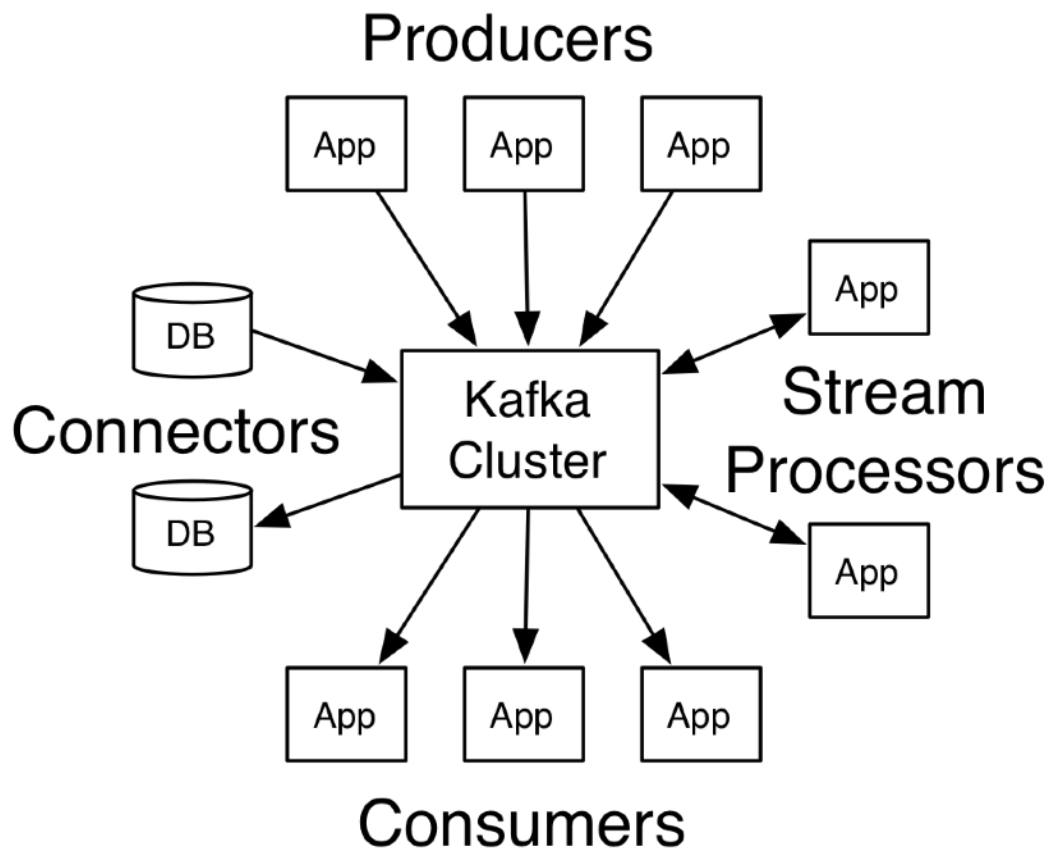 Producers
App
App
App
App
DB
Kafka
Cluster
Stream
Processors
Connectors
DB
App
App
App
App
Consumers